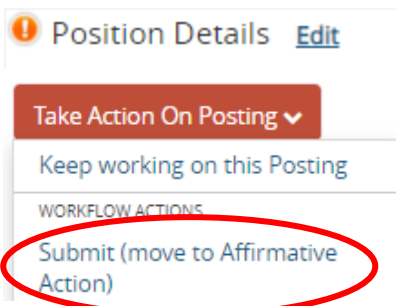 Position Details Edit
Take Action On Posting
Keep working on this Posting
WORKFLOW ACTIONS
Submit (move to Affirmative
Action)